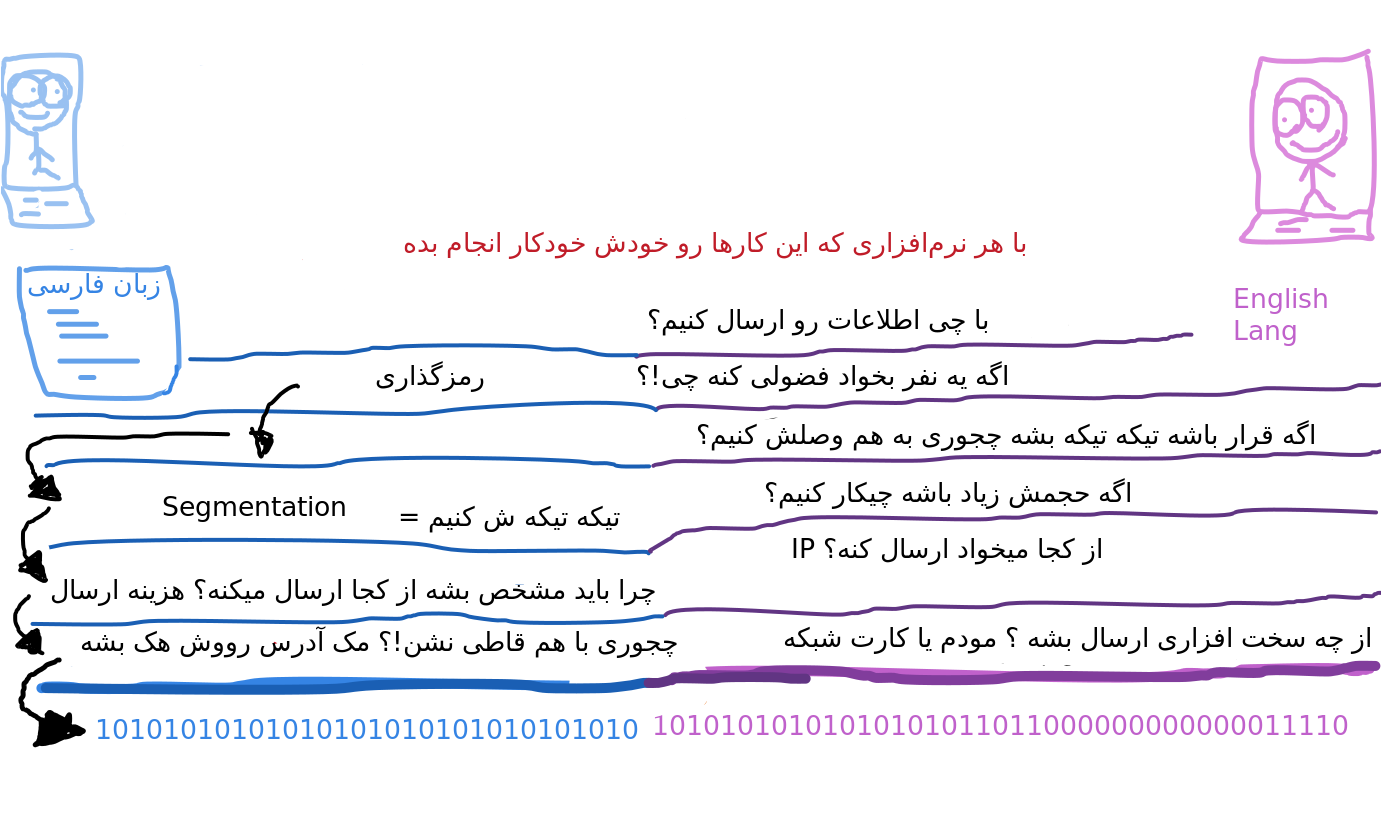 با هر نرم‌افزاری که این کارها رو خودش خودکار انجام بده
زبان فارسی
English
Lang
با چی اطلاعات رو ارسال کنیم؟
اگه یه نفر بخواد فضولی کنه چی!؟
رمزگذاری
اگه قرار باشه تیکه تیکه بشه چجوری به هم وصلش کنیم؟
اگه حجمش زیاد باشه چیکار کنیم؟
تیکه تیکه ش کنیم =
Segmentation
از کجا میخواد ارسال کنه؟ IP
چرا باید مشخص بشه از کجا ارسال میکنه؟ هزینه ارسال
از چه سخت افزاری ارسال بشه ؟ مودم یا کارت شبکه
چجوری با هم قاطی نشن!؟ مک آدرس رووش هک بشه
10101010101010101010101010101010
10101010101010101011011000000000000011110